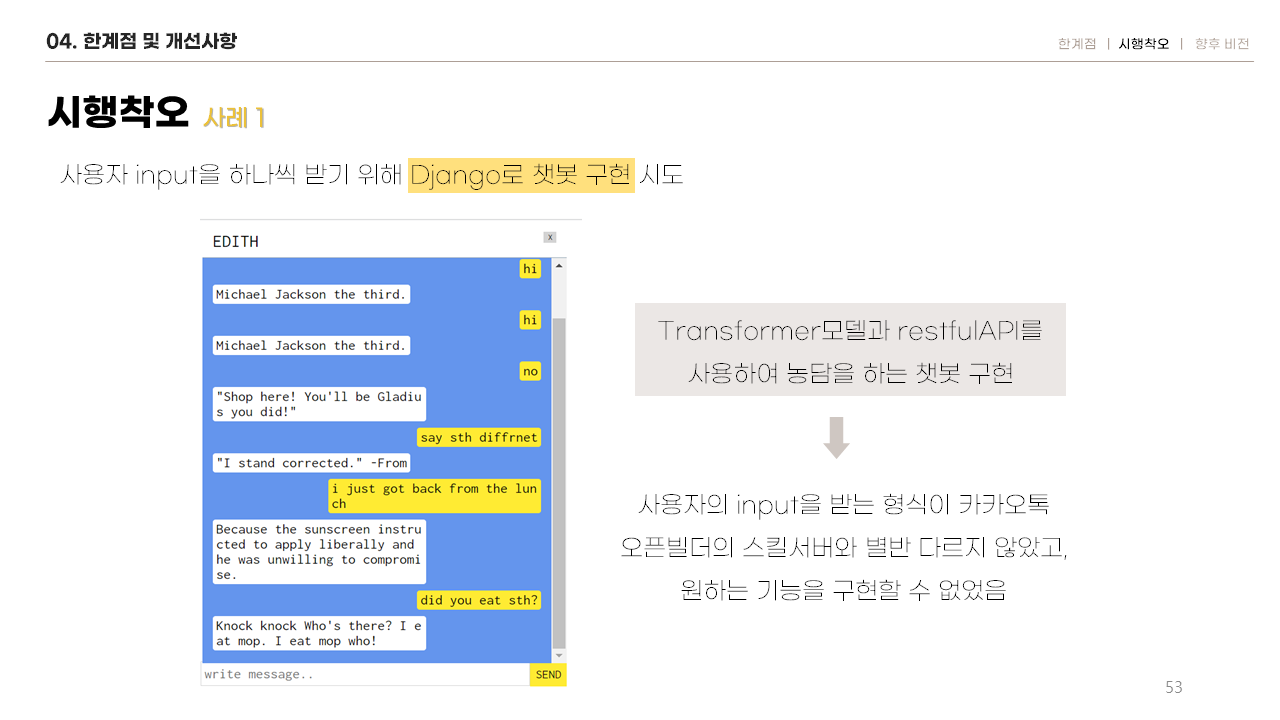 04. 한계점 및 개선사항
한계점 | 시행착오 | 향후 비전
시행착오 사례 1
사용자 input을 하나씩 받기 위해 Django로 챗봇 구현 시도
EDITH
x
hi
Michael Jackson the third.
hi
Michael Jackson the third.
no
"Shop here! You'll be Gladiu
s you did!"
say sth diffrnet
"I stand corrected." -From
i just got back from the lun
ch
Because the sunscreen instru
cted to apply liberally and
he was unwilling to compromi
se.
did you eat sth?
Knock knock Who's there? I e
at mop. I eat mop who!
write message..
SEND
Transformer모델과 restfulAPI를
사용하여 농담을 하는 챗봇 구현
사용자의 input을 받는 형식이 카카오톡
오픈빌더의 스킬서버와 별반 다르지 않았고,
원하는 기능을 구현할 수 없었음
53